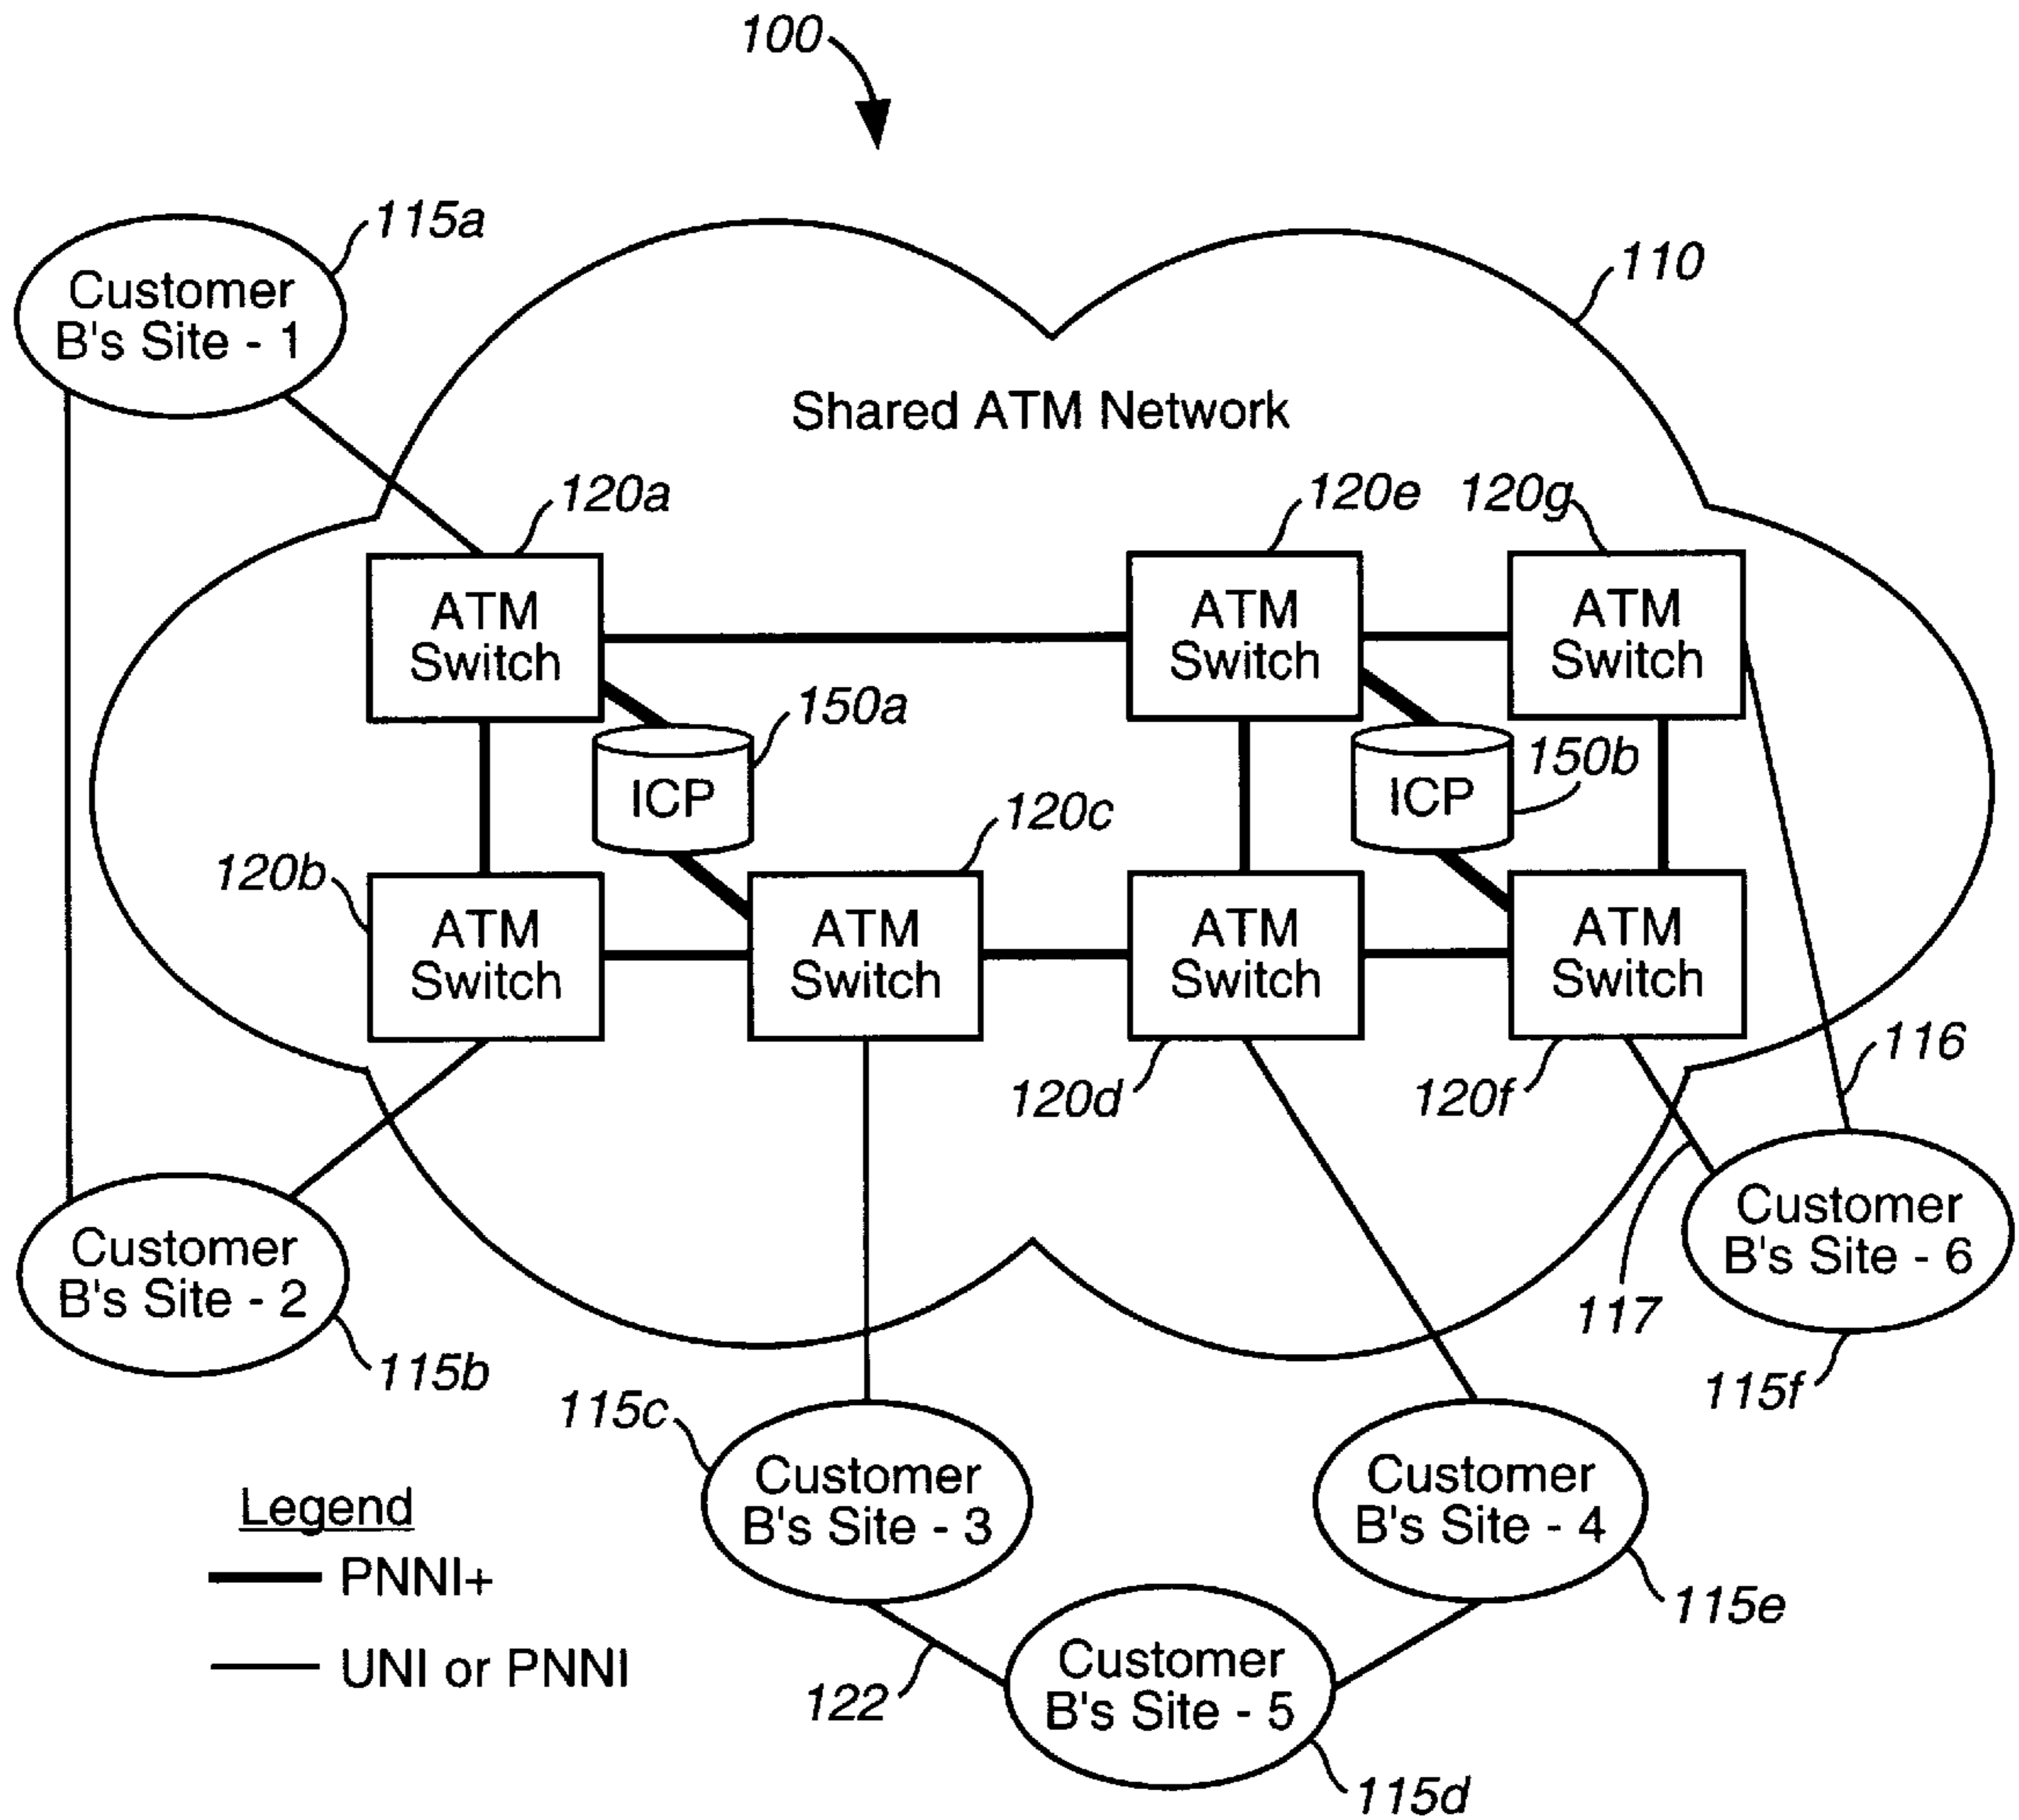 100
115a
Customer
B's Site - 1
110
Shared ATM Network
120a
120e
120g
ATM
Switch
ATM
Switch
ATM
Switch
150a
ICP
150b
ICP
120c
120b
ATM
Switch
ATM
Switch
ATM
Switch
ATM
Switch
116
120d
120f
Customer
B's Site - 6
117
Customer
B's Site - 2
115b
115f
115c
Customer
B's Site - 3
Customer
B's Site - 4
115e
Legend
PNNI+
UNI or PNNI
122
Customer
B's Site - 5
115d